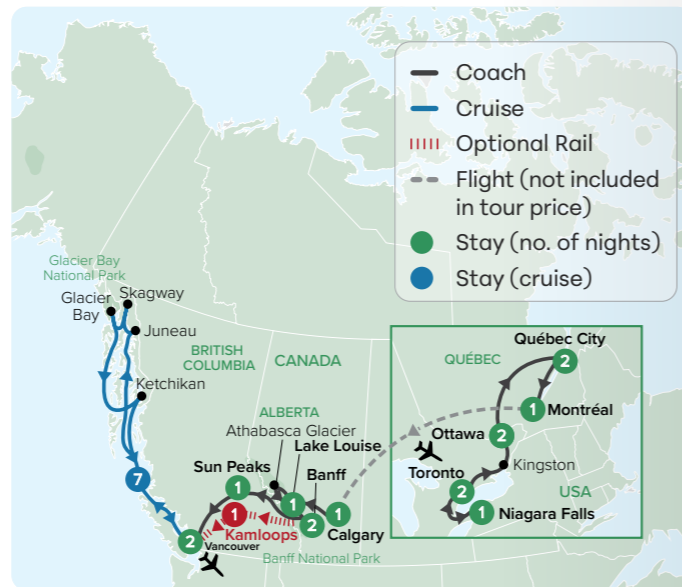 Coach
Cruise
Optional Rail
Flight (not included
in tour price)
Stay (no. of nights)
Stay (cruise)
Glacier Bay
National Park
Glacier
Bay
Skagway
Juneau
Ketchikan
BRITISH
COLUMBIA
CANADA
ALBERTA
Athabasca Glacier
Lake Louise
Sun Peaks
Banff
7
1
1
1
2
1
Kamloops
Calgary
2
Vancouver
Banff National Park
Québec City
QUÉBEC
2
1
Montréal
Ottawa
2
Kingston
Toronto
2
USA
1
Niagara Falls